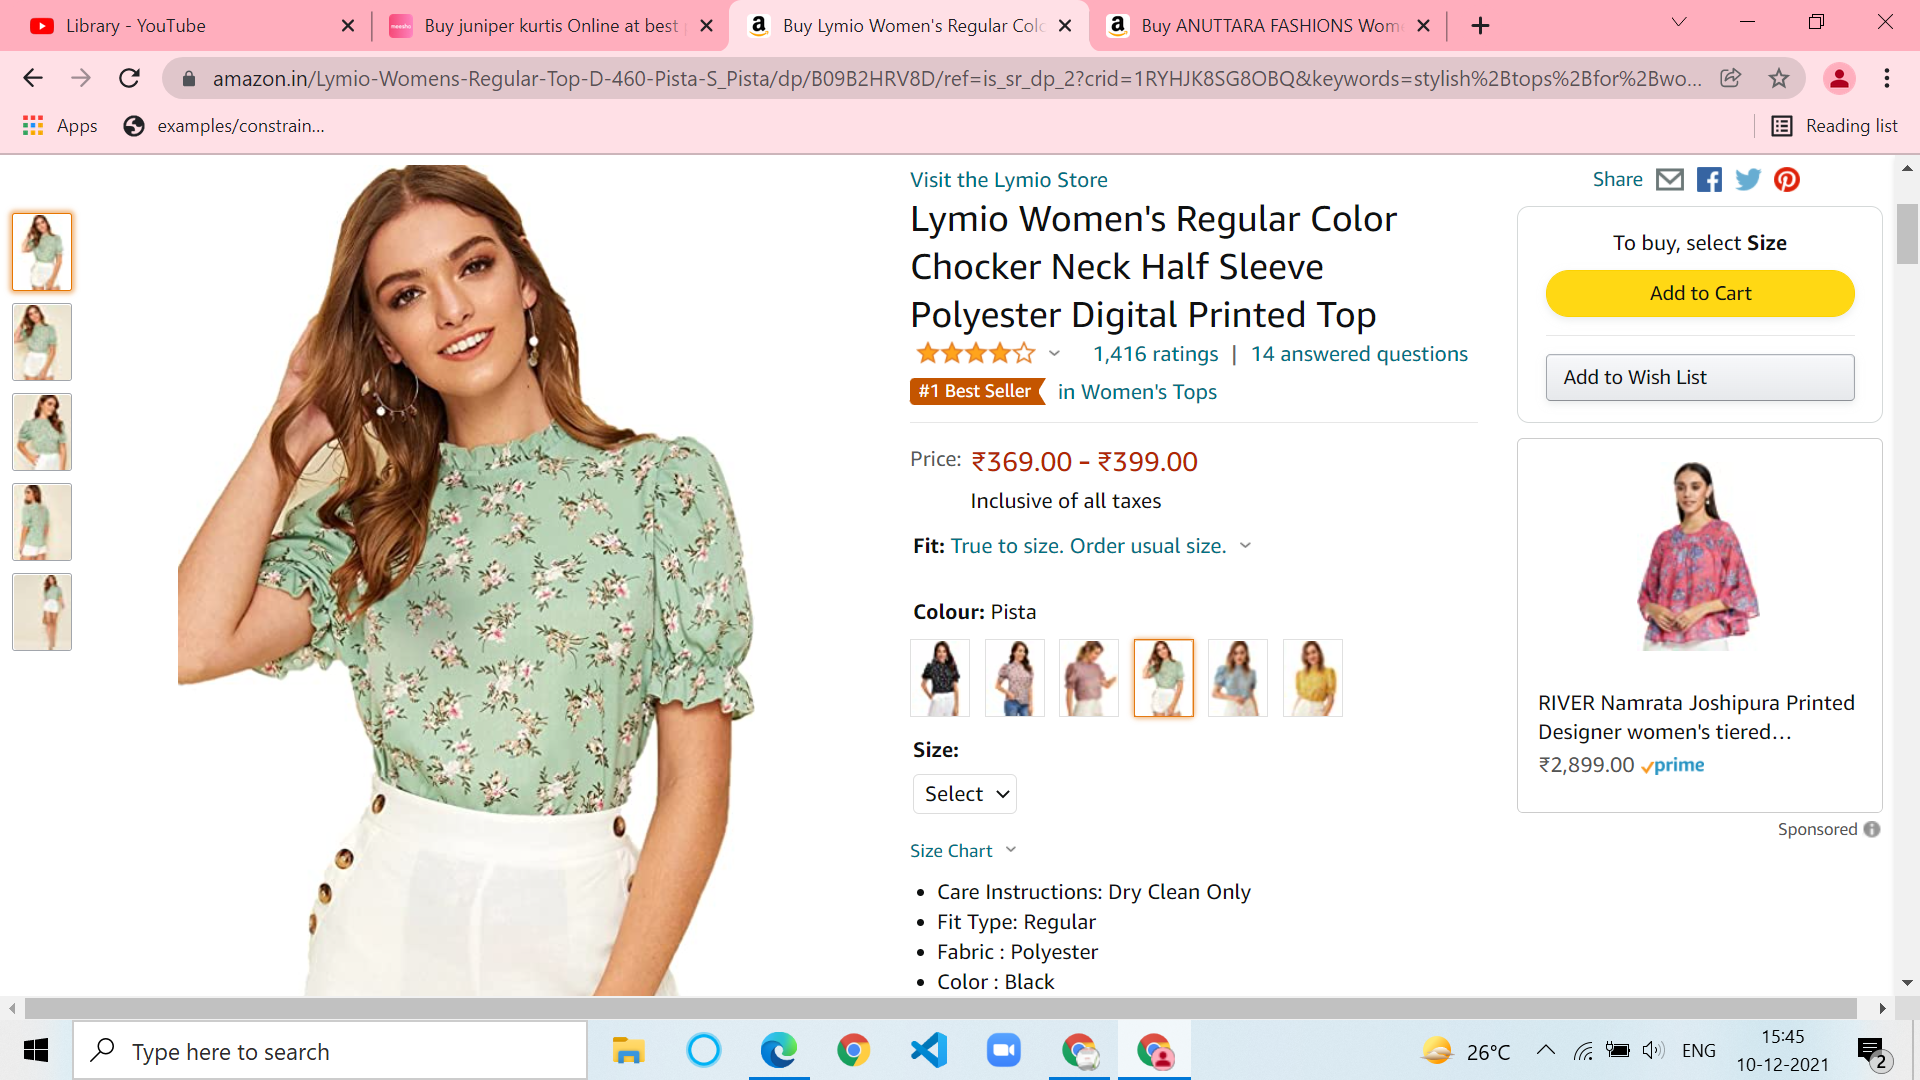 Library - YouTube
Buy juniper kurtis Online at best
Buy Lymio Women's Regular Colo
Buy ANUTTARA FASHIONS Wom
amazon.in/Lymio-Womens-Regular-Top-D-460-Pista-S_Pista/dp/B09B2HRV8D/ref=is_sr_dp_2?crid=1RYHJK8SG8OBQ&keywords=stylish%2Btops%2Bfor%2Bwo...
Apps
examples/constrain...
Reading list
Visit the Lymio Store
Lymio Women's Regular Color
Chocker Neck Half Sleeve
Polyester Digital Printed Top
1,416 ratings | 14 answered questions
#1 Best Seller in Women's Tops
Price: ₹369.00 - ₹399.00
Inclusive of all taxes
Fit: True to size. Order usual size.
Colour: Pista
Size:
Select
Size Chart
• Care Instructions: Dry Clean Only
• Fit Type: Regular
• Fabric : Polyester
• Color : Black
Share
To buy, select Size
Add to Cart
Add to Wish List
RIVER Namrata Joshipura Printed
Designer women's tiered...
₹2,899.00 prime
Sponsored
Type here to search
26°C
ENG
15:45
10-12-2021
2